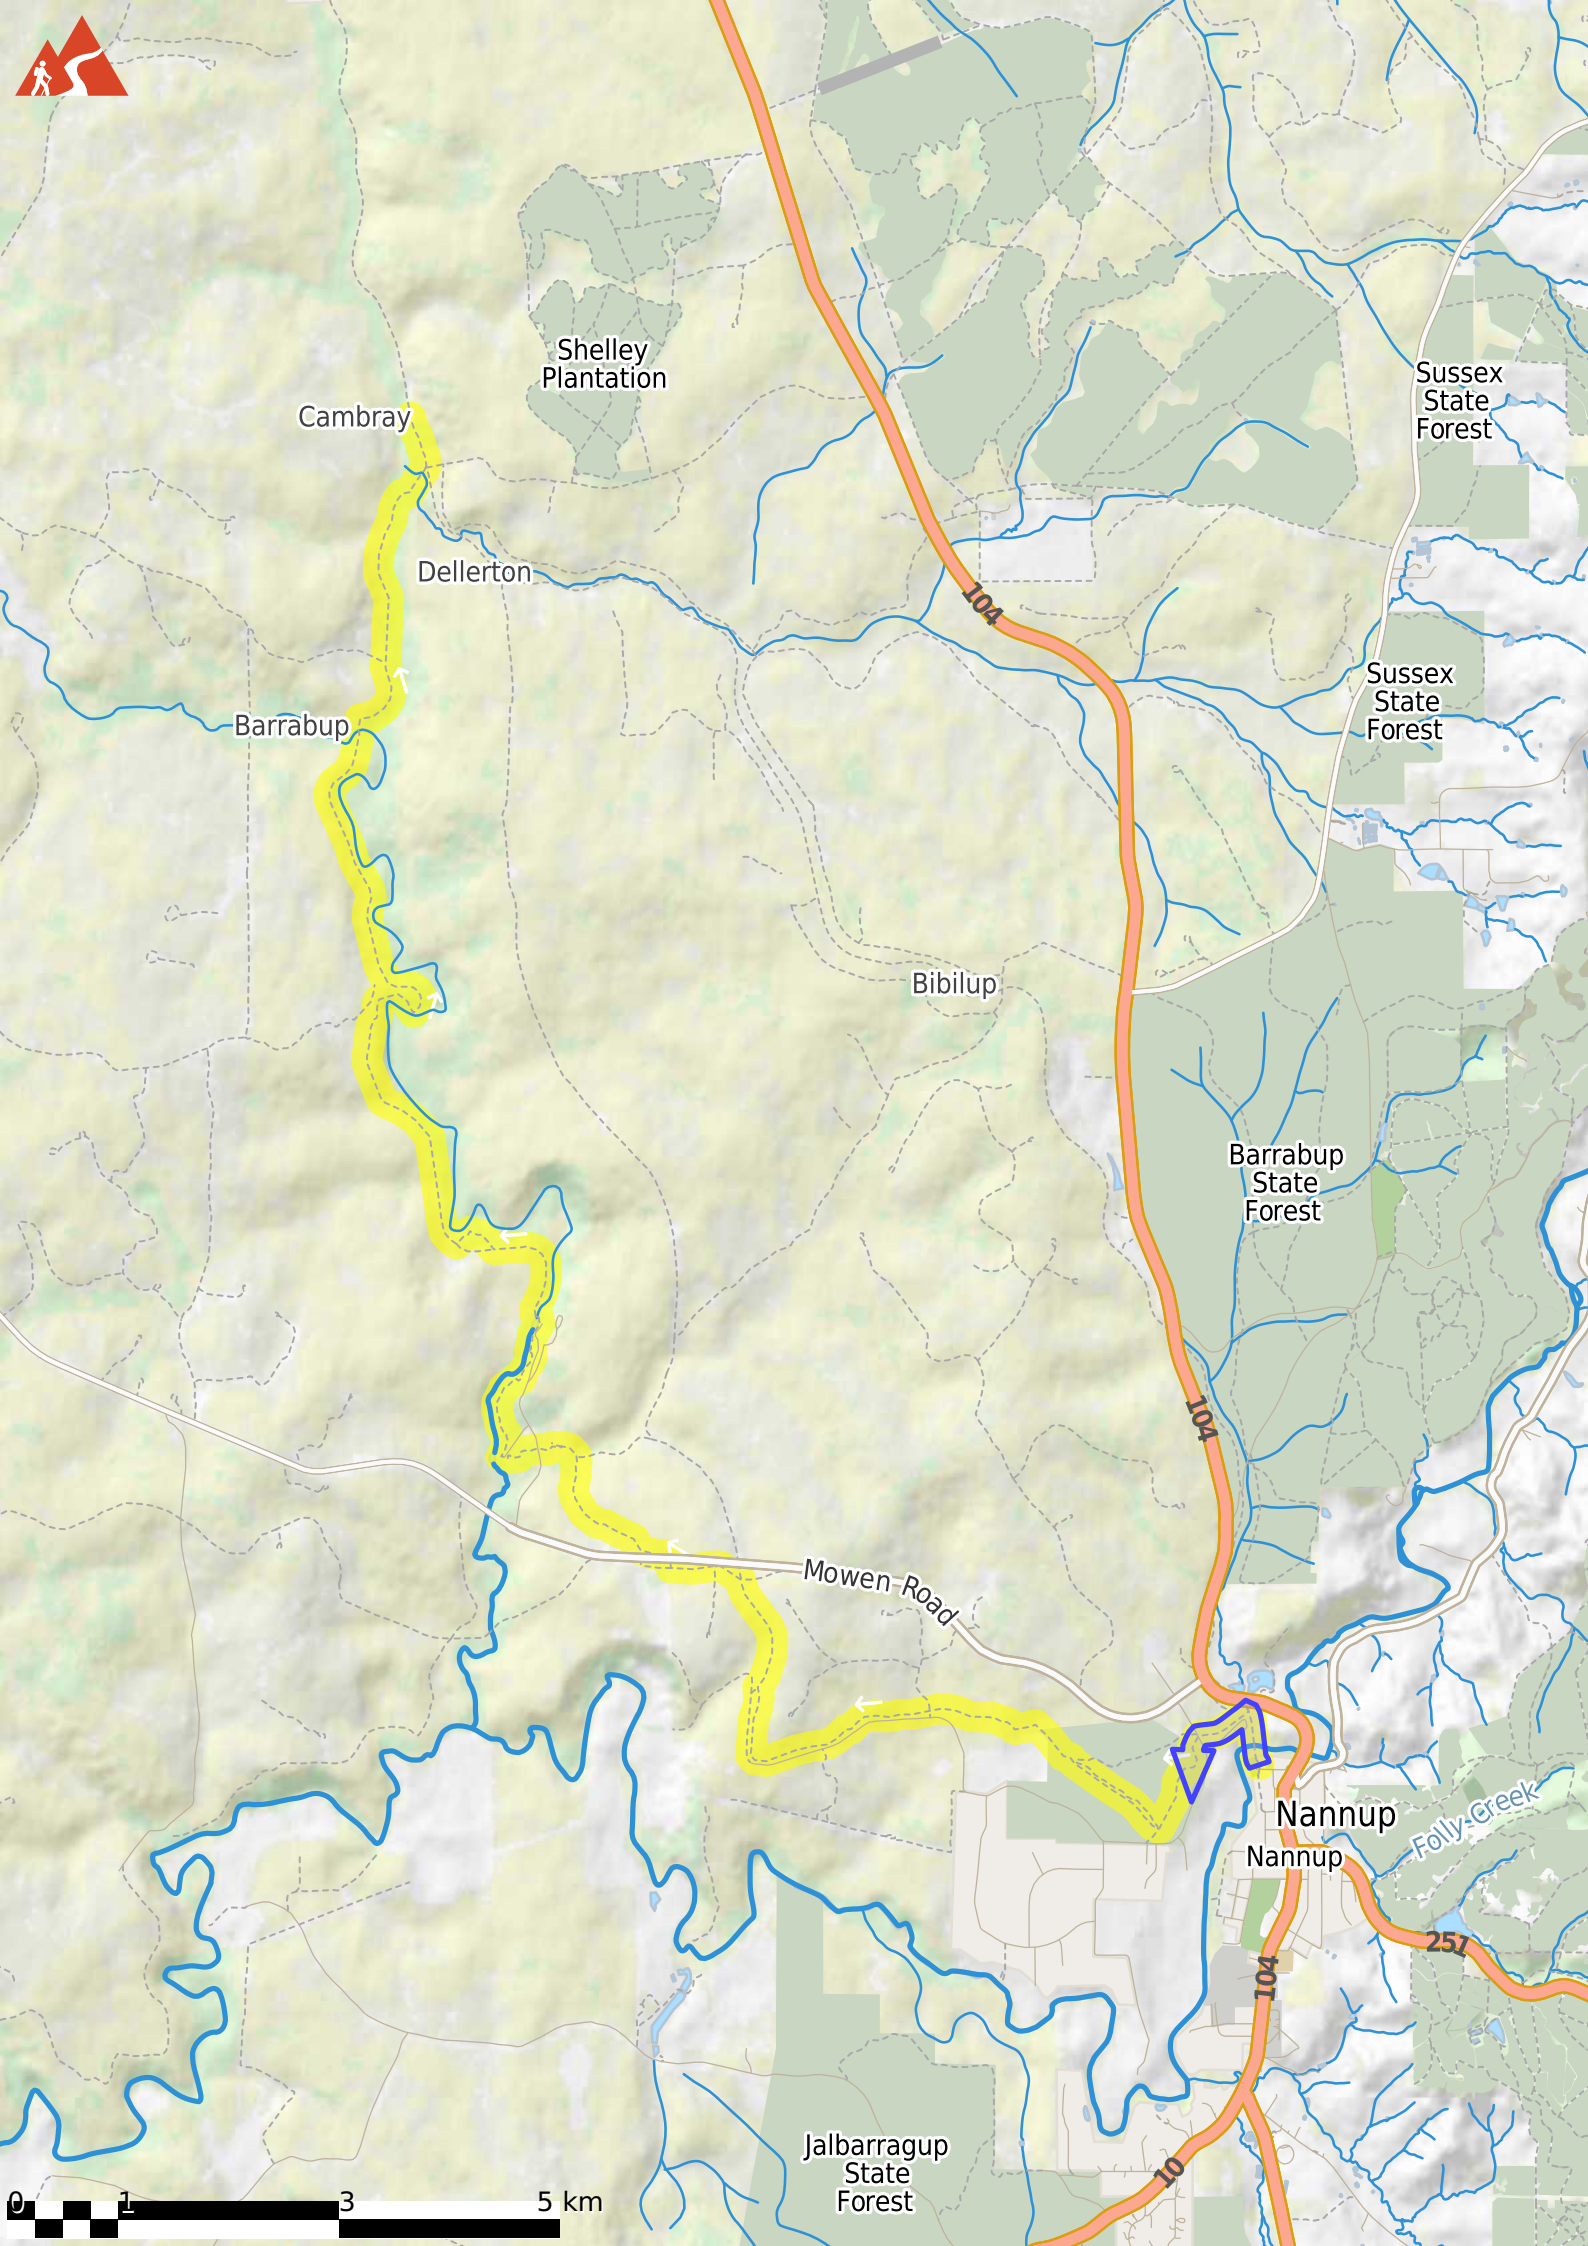 Shelley
Plantation
Sussex
State
Forest
Cambray
Dellerton
104
Sussex
State
Forest
Barrabup
Bibilup
Barrabup
State
Forest
104
Mowen Road
Nannup
Folly Creek
Nannup
251
104
Jalbarragup
State
Forest
10
0 1 3 5 km